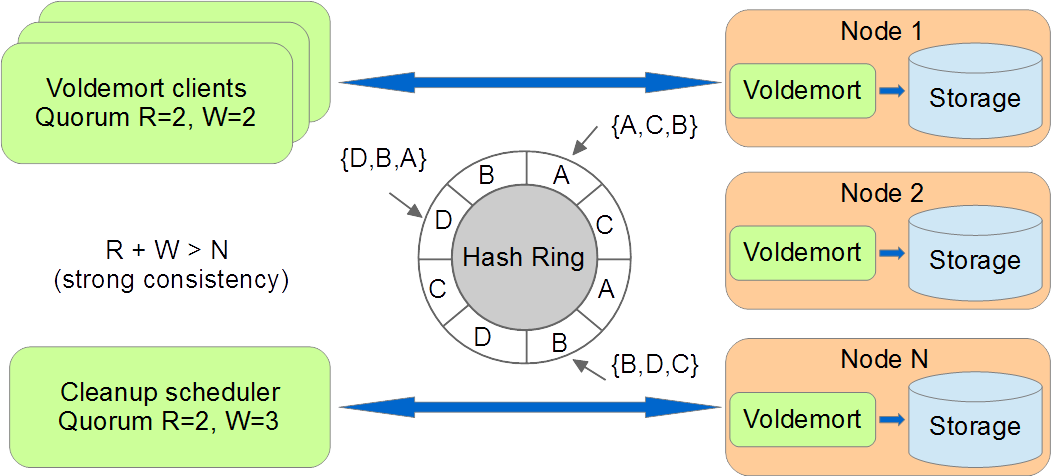 Voldemort clients
Quorum R=2, W=2
Node 1
Voldemort
Storage
{A,C,B}
{D,B,A}
B
A
D
C
Hash Ring
C
A
D
B
{B,D,C}
R + W > N
(strong consistency)
Node 2
Voldemort
Storage
Cleanup scheduler
Quorum R=2, W=3
Node N
Voldemort
Storage